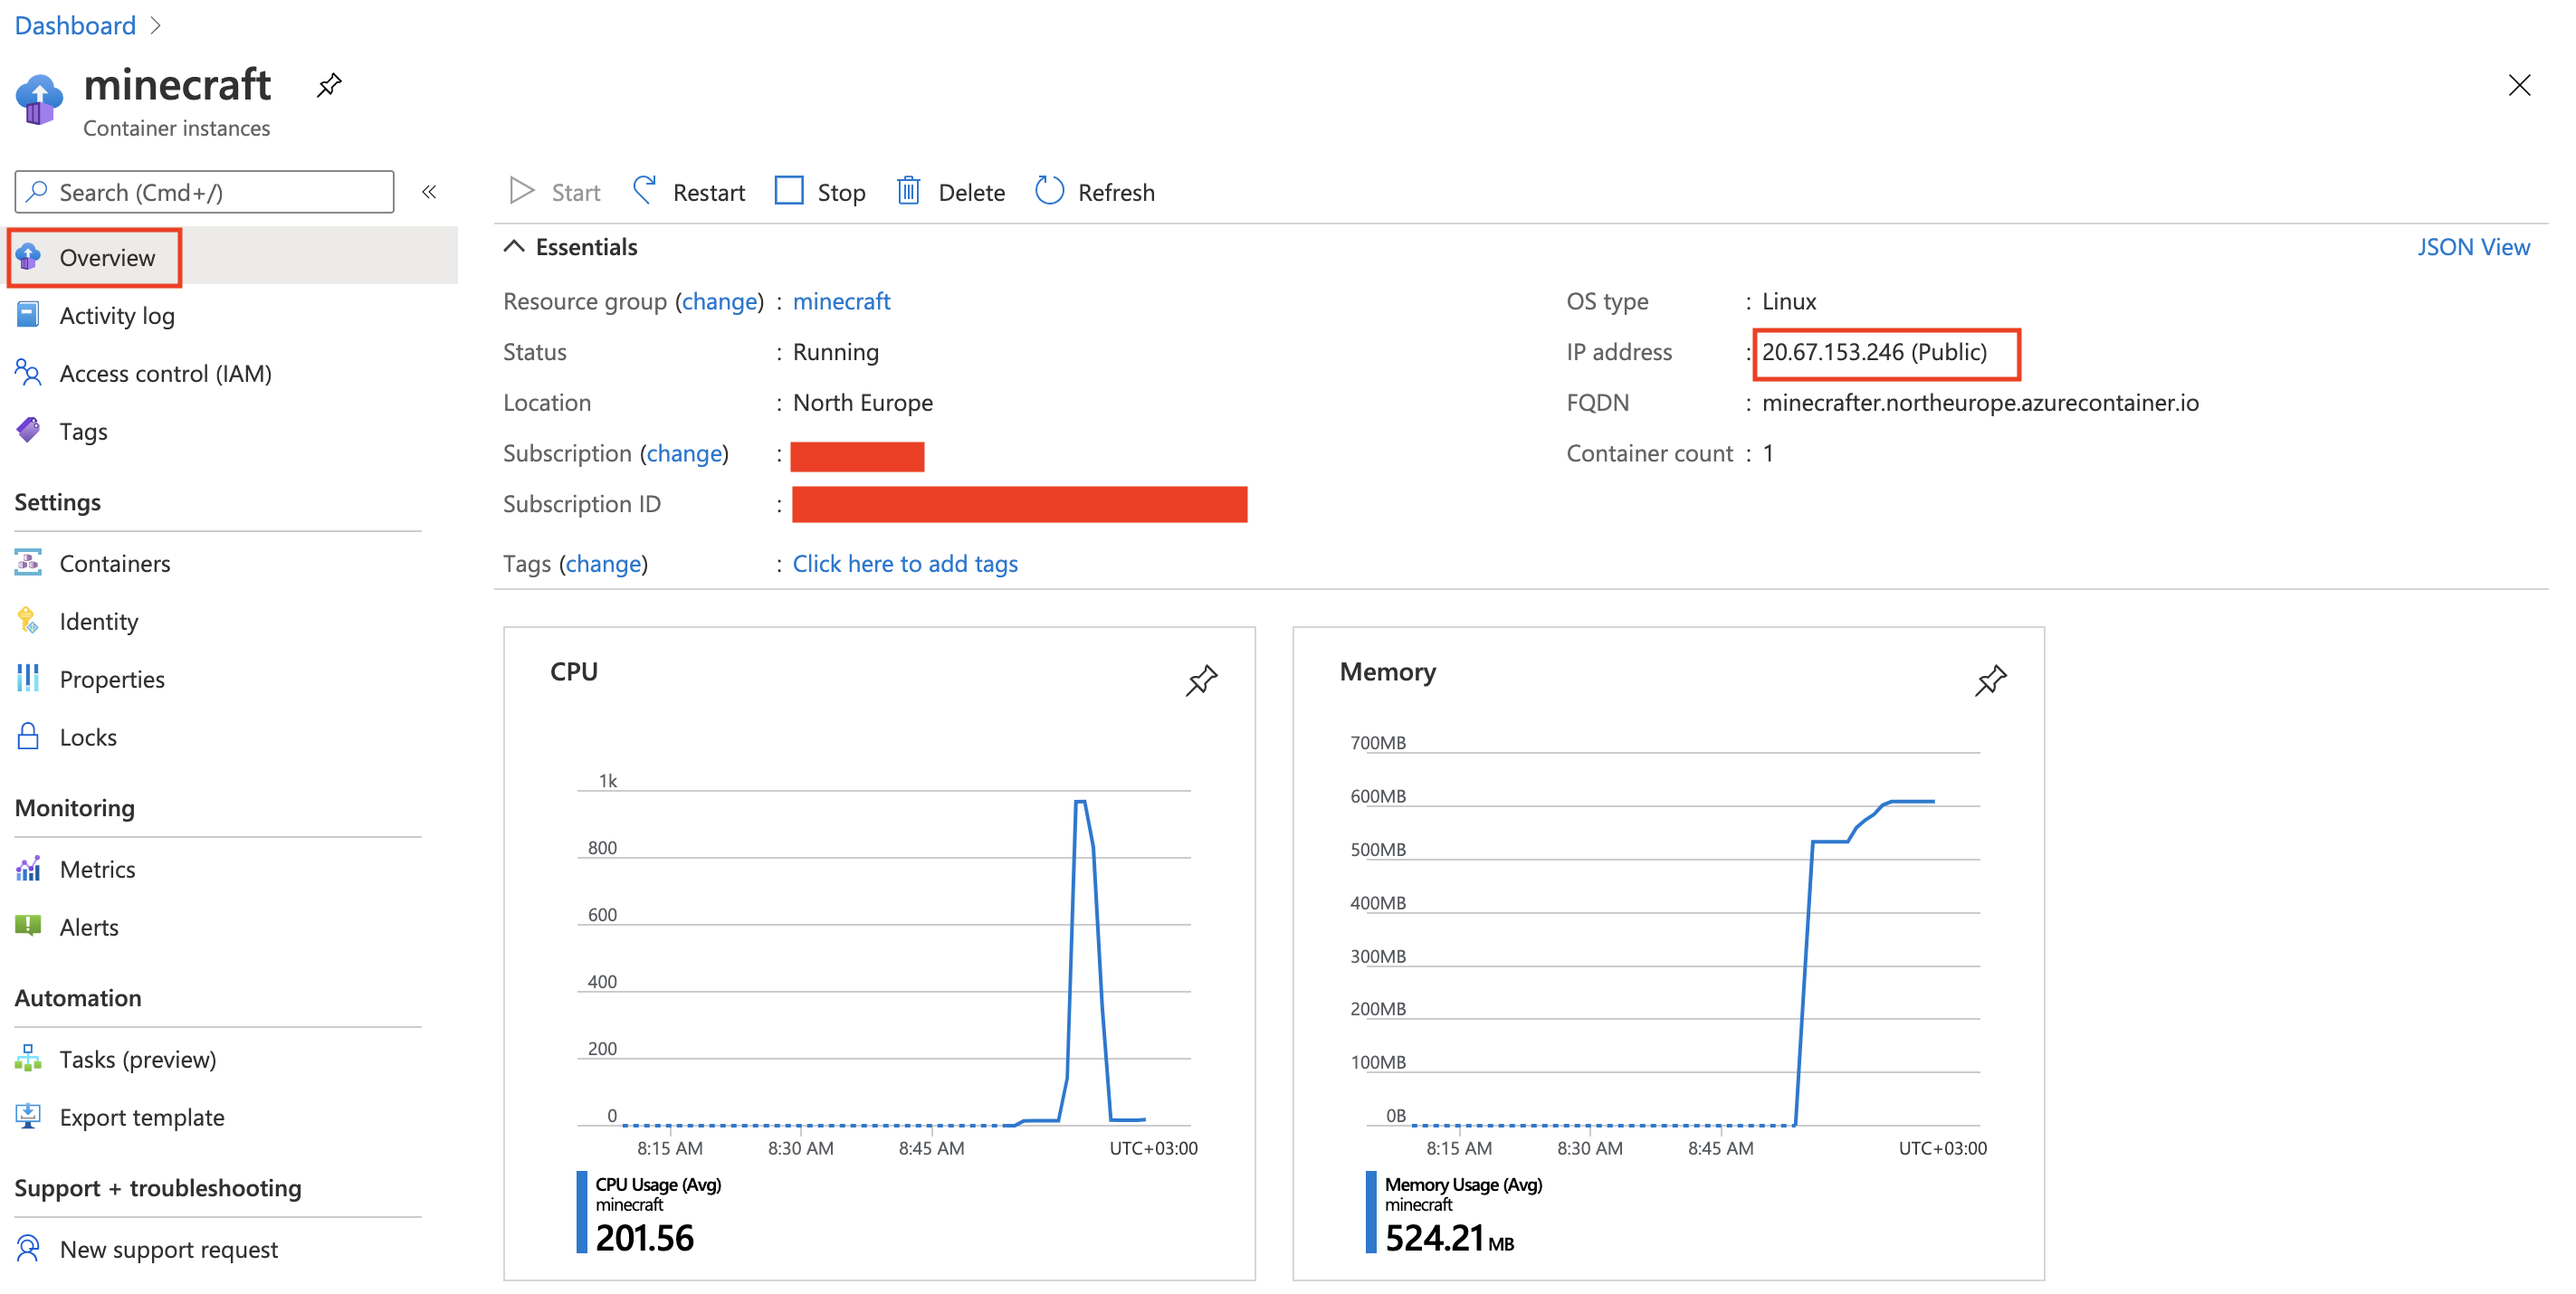 Dashboard
minecraft
Container instances
Search (Cmd+/)
«
Start Restart Stop Delete Refresh
Overview
Activity log
Access control (IAM)
Tags
Settings
Containers
Identity
Properties
Locks
Monitoring
Metrics
Alerts
Automation
Tasks (preview)
Export template
Support + troubleshooting
New support request
Essentials
JSON View
Resource group (change) : minecraft
Status : Running
Location : North Europe
Subscription (change) :
Subscription ID :
Tags (change) : Click here to add tags
OS type : Linux
IP address : 20.67.153.246 (Public)
FQDN : minecrafter.northeurope.azurecontainer.io
Container count : 1
CPU
1k
800
600
400
200
0
8:15 AM 8:30 AM 8:45 AM UTC+03:00
CPU Usage (Avg)
minecraft
201.56
Memory
700MB
600MB
500MB
400MB
300MB
200MB
100MB
0B
8:15 AM 8:30 AM 8:45 AM UTC+03:00
Memory Usage (Avg)
minecraft
524.21 MB